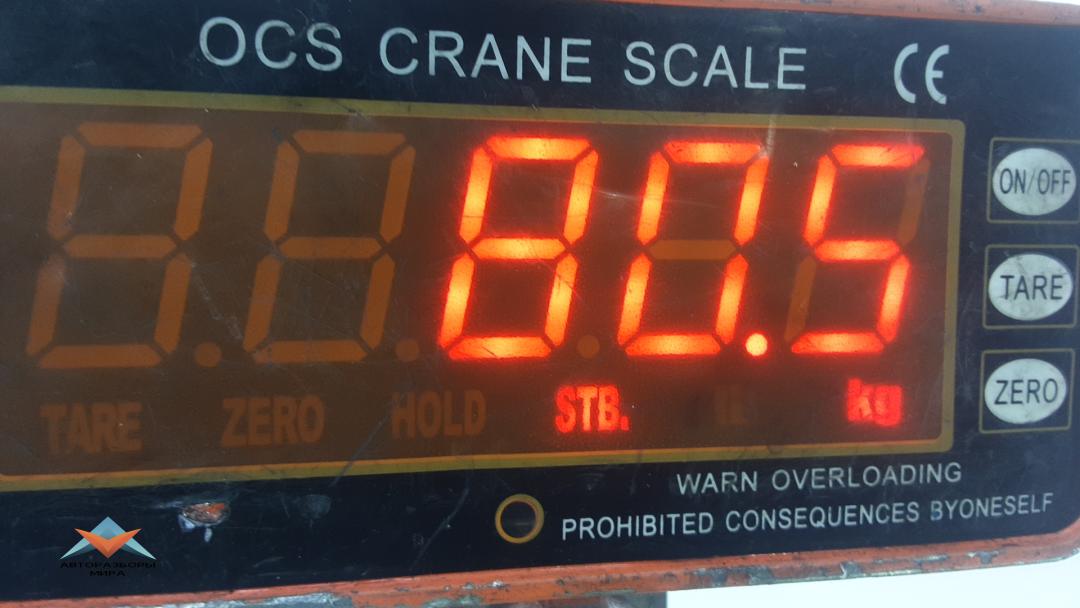 OCS CRANE SCALE CE
80.5
ON/OFF
TARE
ZERO
TARE ZERO HOLD STB. kg
WARN OVERLOADING
PROHIBITED CONSEQUENCES BYONESELF
АВТОРАЗБОРЫ
МИРА